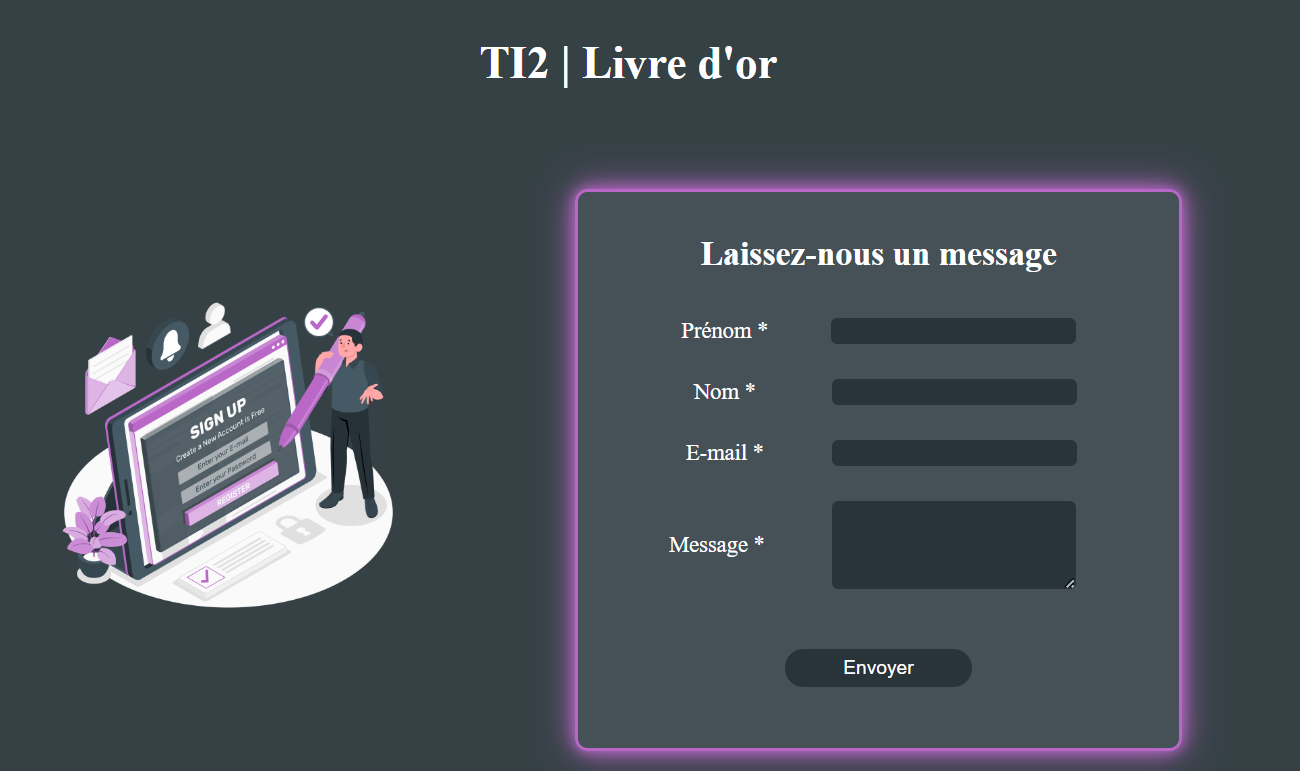 TI2 | Livre d'or
SIGN UP
Create a New Account is Free
Enter your E-mail
Enter your Password
REGISTER
Laissez-nous un message
Prénom *
Nom *
E-mail *
Message *
Envoyer